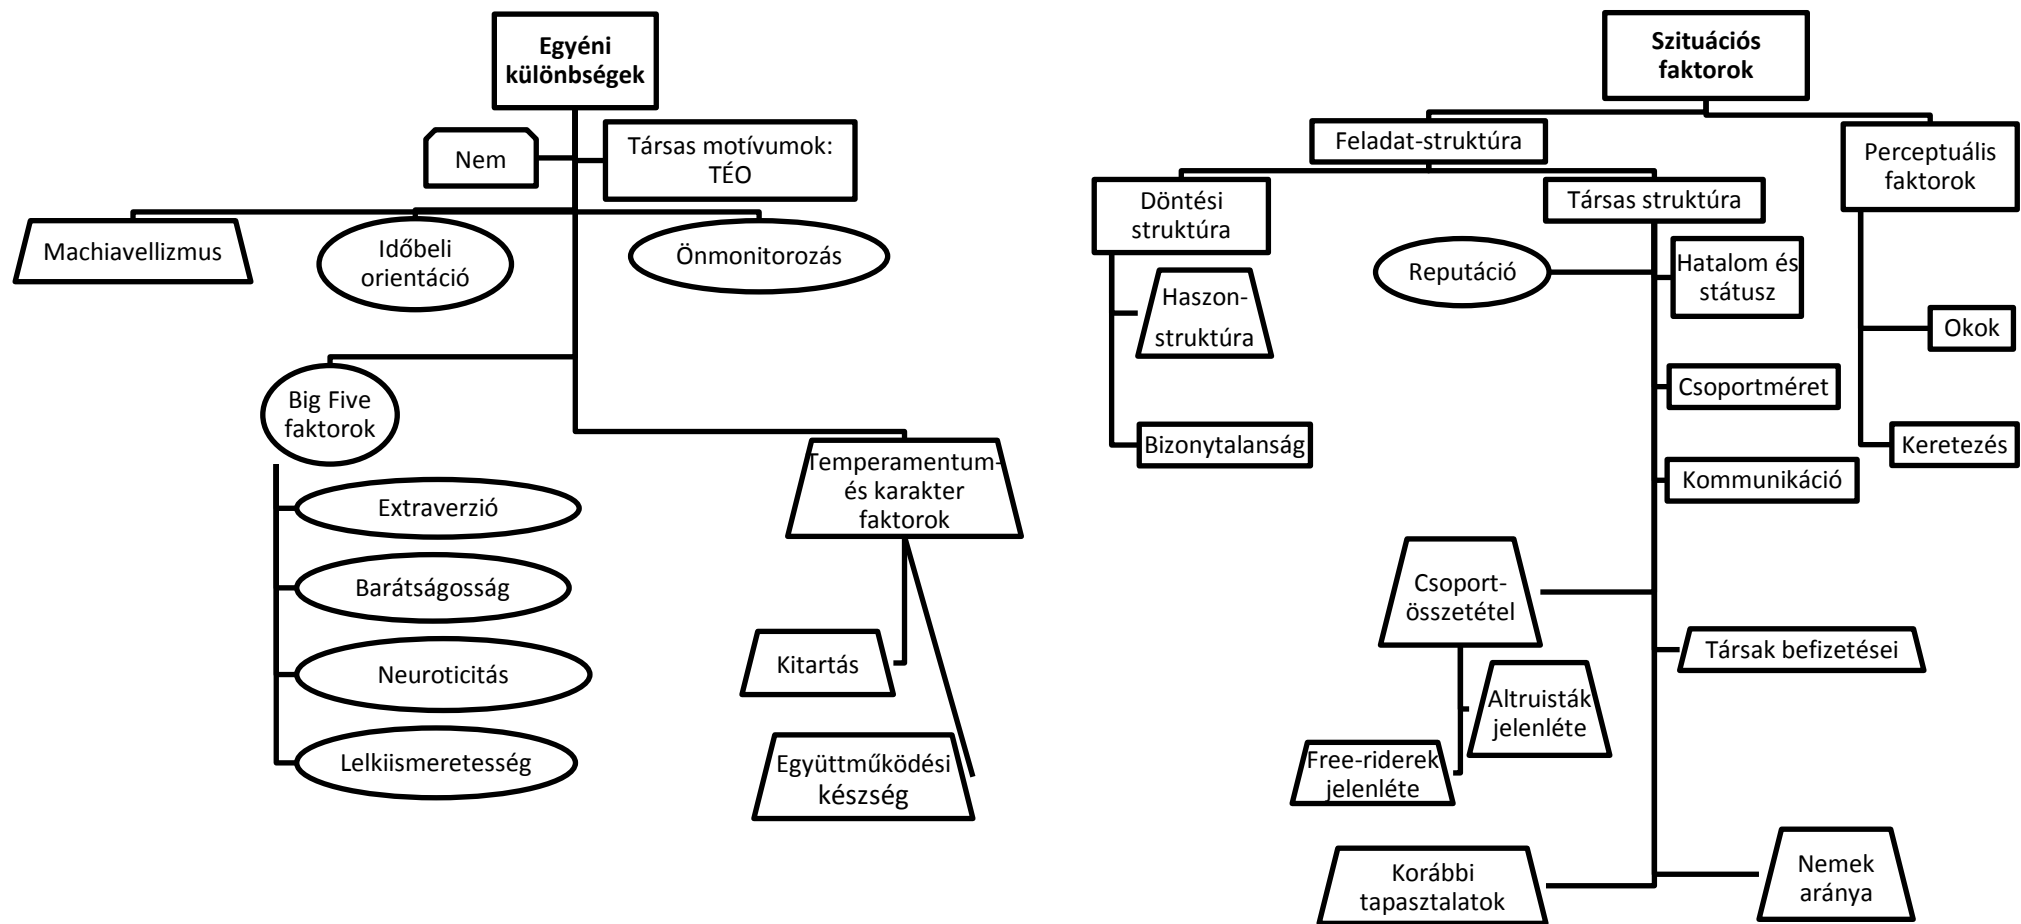 Egyéni
különbségek
Nem
Társas motívumok:
TÉO
Machiavellizmus
Időbeli
orientáció
Önmonitorozás
Big Five
faktorok
Extraverzió
Barátságosság
Neuroticitás
Lelkiismeretesség
Temperamentum-
és karakter
faktorok
Kitartás
Együttműködési
készség
Szituációs
faktorok
Feladat-struktúra
Perceptuális
faktorok
Döntési
struktúra
Társas struktúra
Haszon-
struktúra
Bizonytalanság
Reputáció
Hatalom és
státusz
Okok
Csoportméret
Keretezés
Kommunikáció
Csoport-
összetétel
Társak befizetései
Altruisták
jelenléte
Free-riderek
jelenléte
Korábbi
tapasztalatok
Nemek
aránya